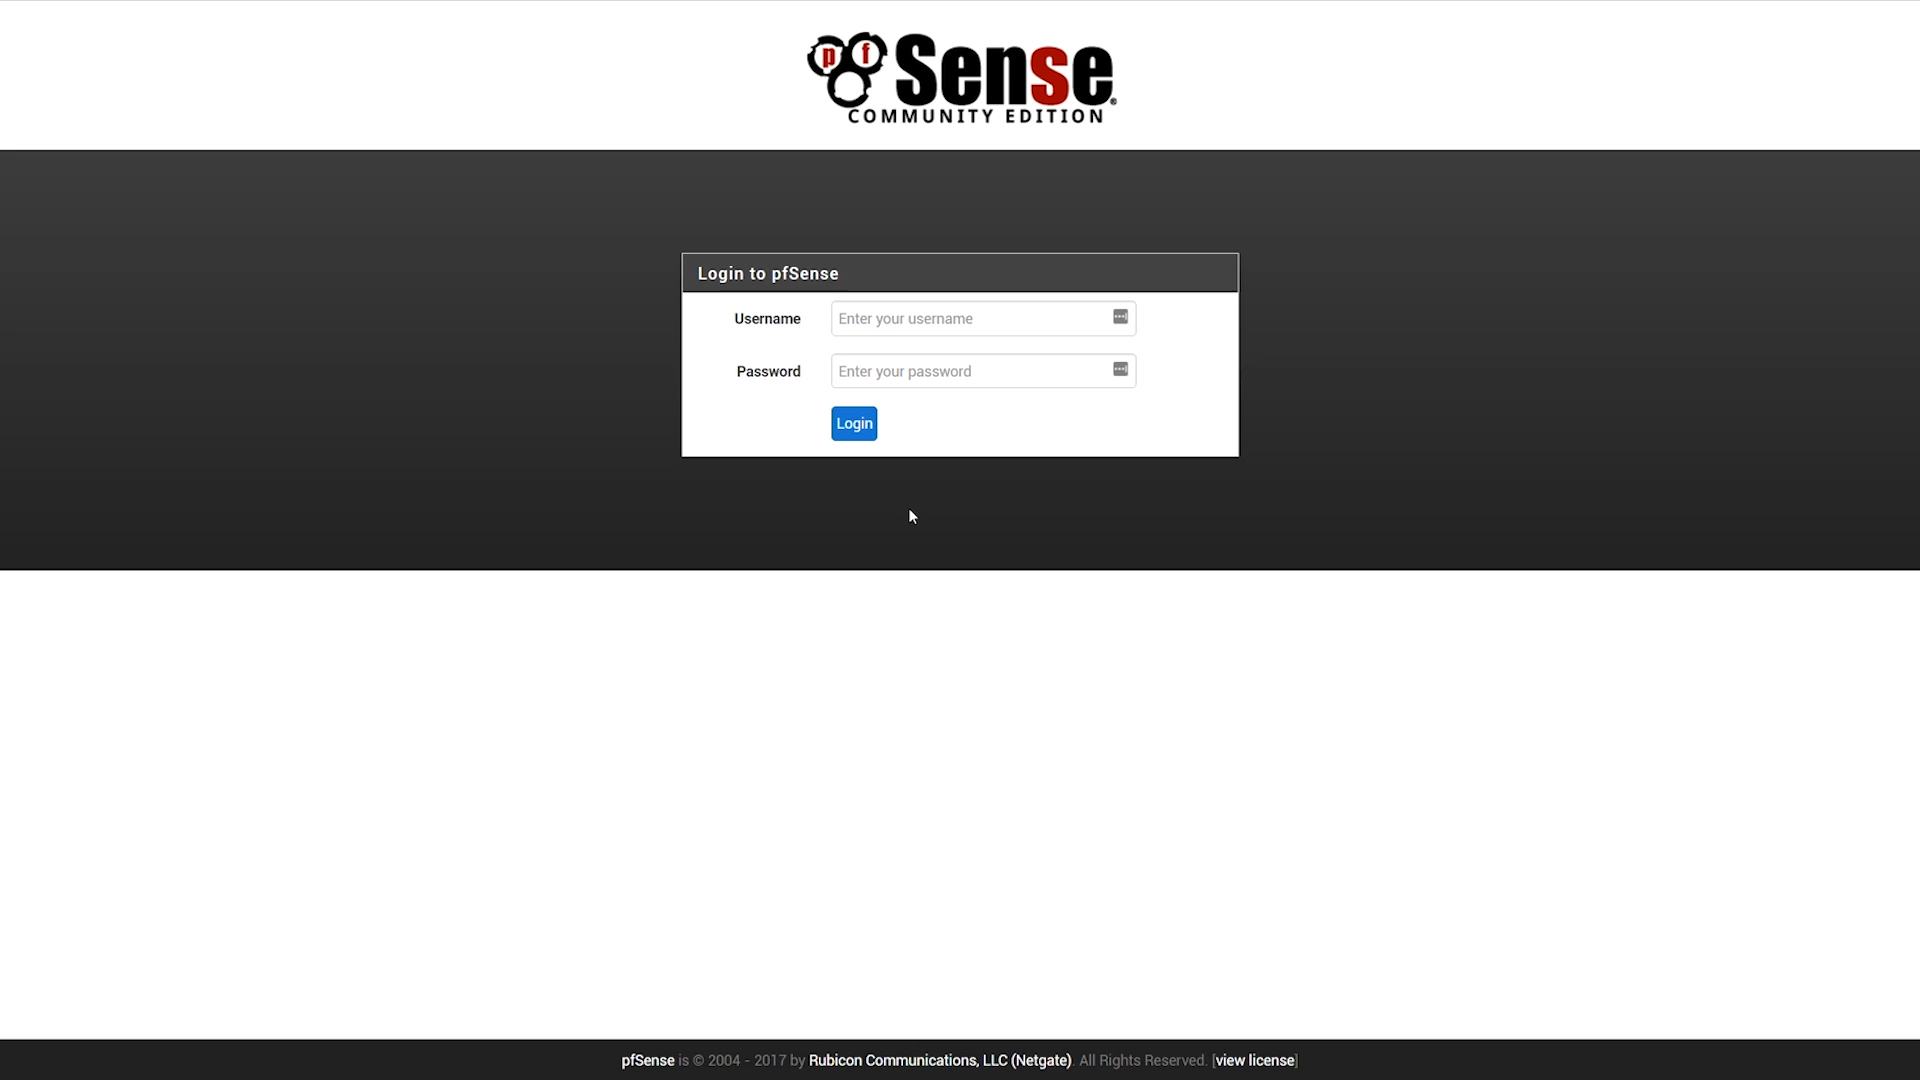 pf Sense®
COMMUNITY EDITION
Login to pfSense
Username Enter your username
Password Enter your password
Login
pfSense is © 2004 - 2017 by Rubicon Communications, LLC (Netgate). All Rights Reserved. [view license]